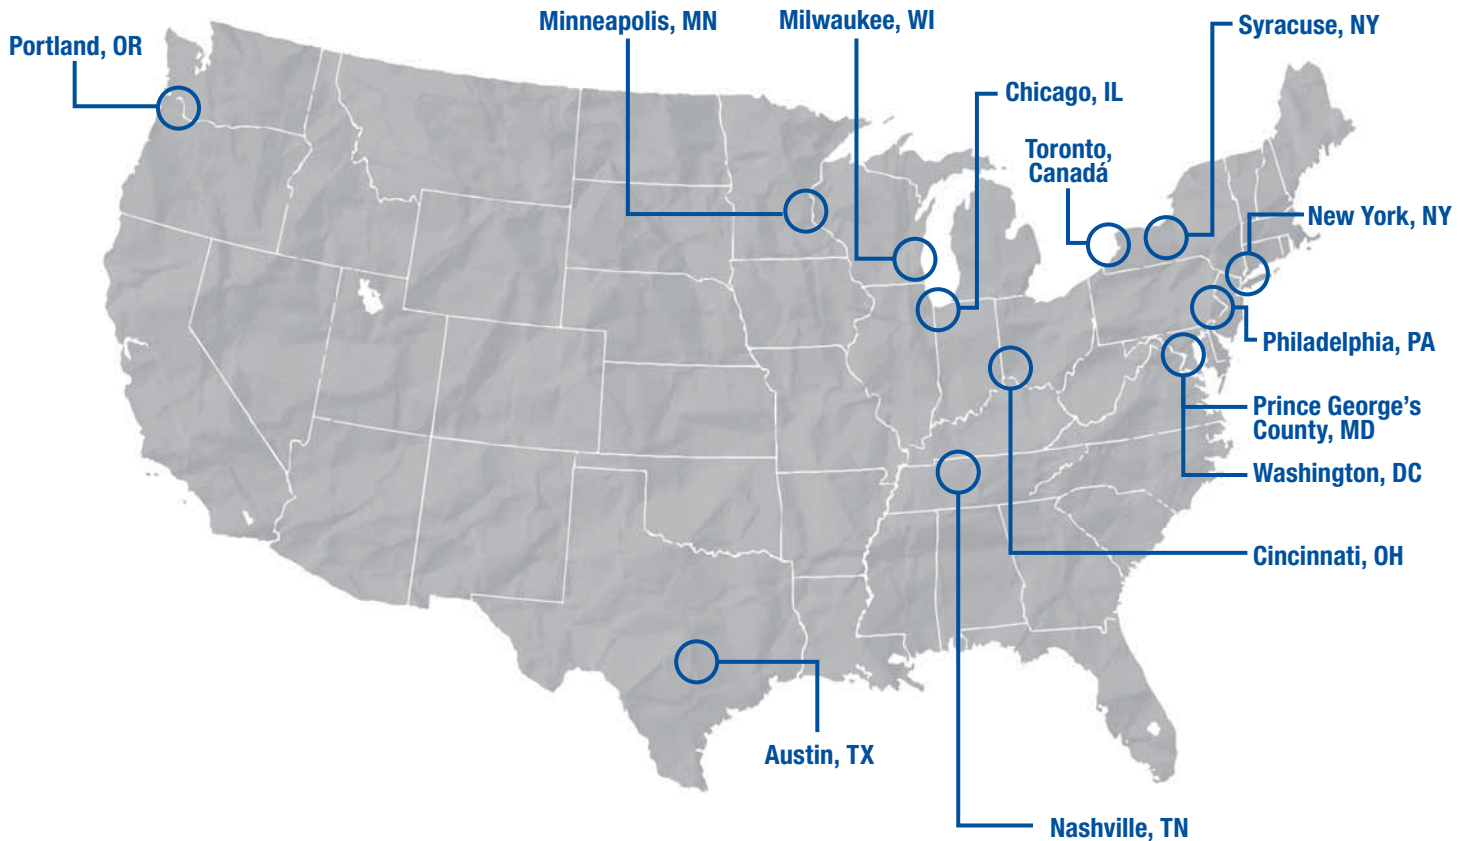 Minneapolis, MN
Milwaukee, WI
Syracuse, NY
Portland, OR
Chicago, IL
Toronto,
Canadá
New York, NY
Philadelphia, PA
Prince George’s
County, MD
Washington, DC
Cincinnati, OH
Austin, TX
Nashville, TN